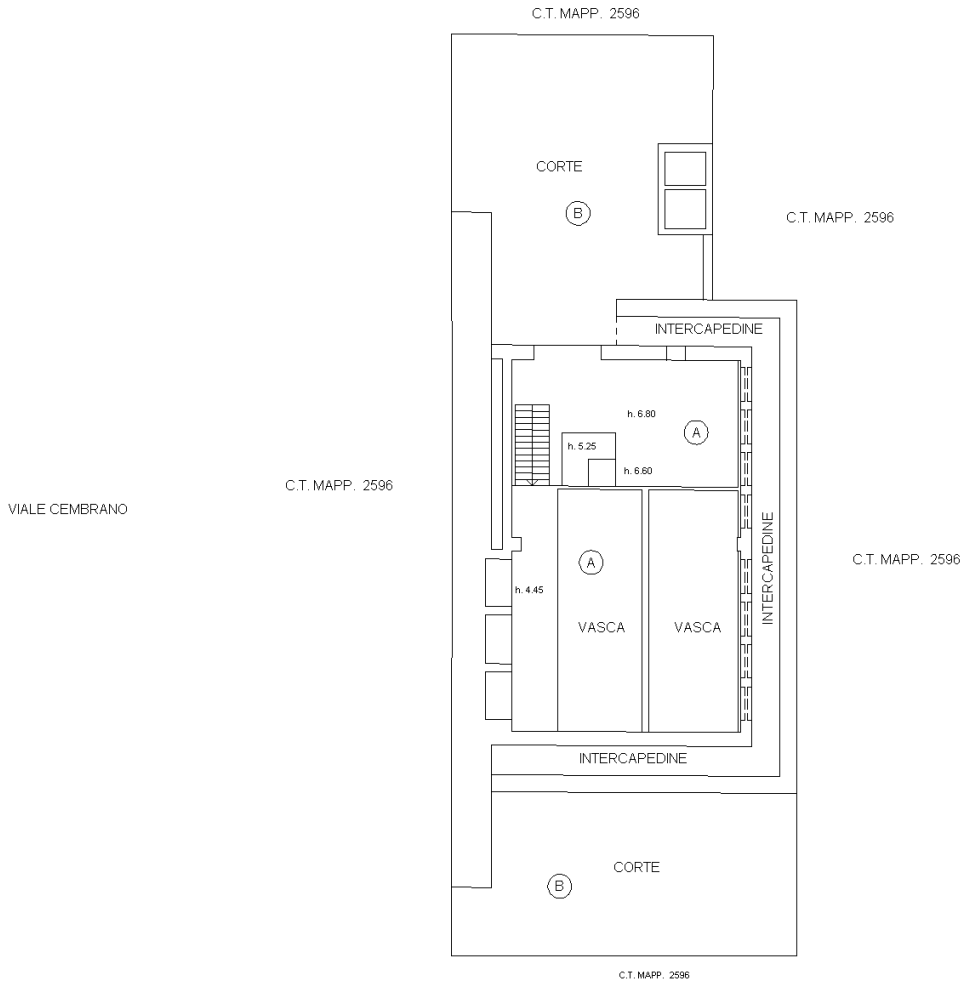 C.T. MAPP. 2596
CORTE
B
C.T. MAPP. 2596
INTERCAPEDINE
h. 6.80
A
h. 5.25
h. 6.60
C.T. MAPP. 2596
VIALE CEMBRANO
INTERCAPEDINE
C.T. MAPP. 2596
A
h. 4.45
VASCA
VASCA
INTERCAPEDINE
CORTE
B
C.T. MAPP. 2596